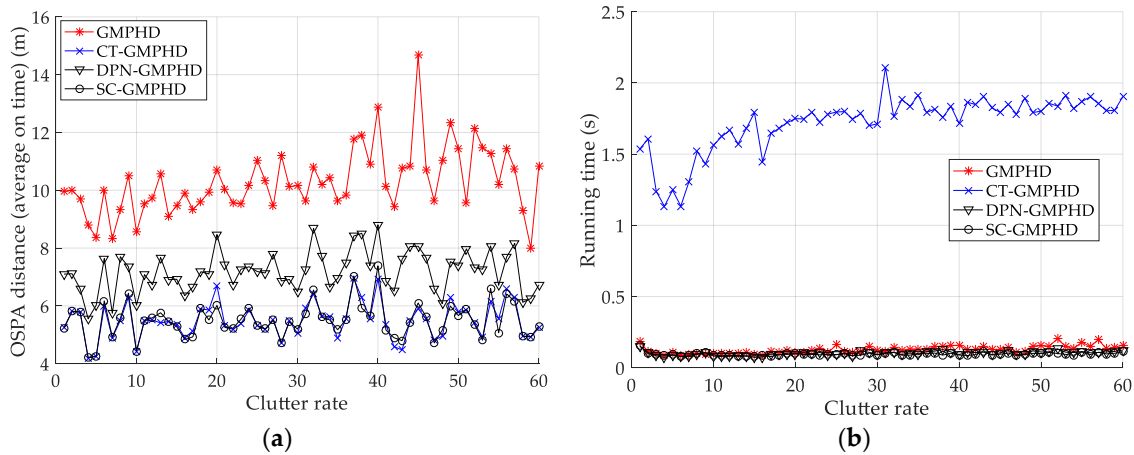 16
14
12
10
8
6
4
0
10
20
30
40
50
60
OSPA distance (average on time) (m)
Clutter rate
GMPHD
CT-GMPHD
DPN-GMPHD
SC-GMPHD
(a)
2.5
2
1.5
1
0.5
0
0
10
20
30
40
50
60
Running time (s)
Clutter rate
GMPHD
CT-GMPHD
DPN-GMPHD
SC-GMPHD
(b)